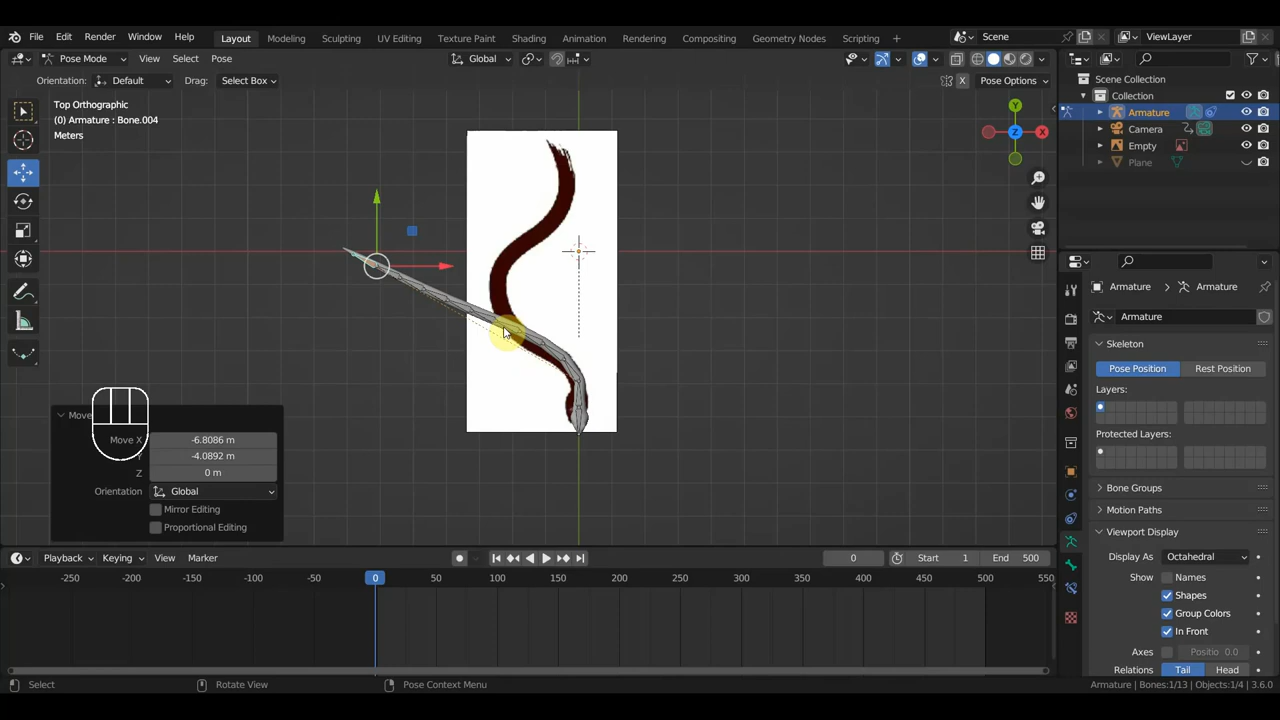 File Edit Render Window Help Layout Modeling Sculpting UV Editing Texture Paint Shading Animation Rendering Compositing Geometry Nodes Scripting + Scene ViewLayer
Pose Mode View Select Pose Global
Orientation: Default Drag: Select Box X Pose Options
Top Orthographic
(0) Armature : Bone.004
Meters
Y
X
Z
Scene Collection
Collection
Armature
Camera
Empty
Plane
Armature Armature
Armature
Skeleton
Pose Position Rest Position
Layers:
Protected Layers:
Bone Groups
Motion Paths
Viewport Display
Display As Octahedral
Show Names
Shapes
Group Colors
In Front
Axes Positio 0.0
Relations Tail Head
Move
Move X -6.8086 m
-4.0892 m
Z 0 m
Orientation Global
Mirror Editing
Proportional Editing
Playback Keying View Marker 0 Start 1 End 500
-250 -200 -150 -100 -50 0 50 100 150 200 250 300 350 400 450 500 550
Select Rotate View Pose Context Menu Armature | Bones:1/13 | Objects:1/4 | 3.6.0